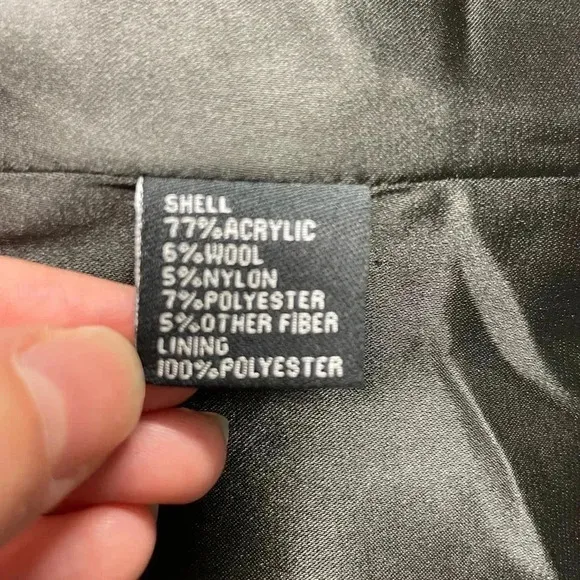 SHELL
77%ACRYLIC
6%WOOL
5%NYLON
7%POLYESTER
5%OTHER FIBER
LINING
100%POLYESTER